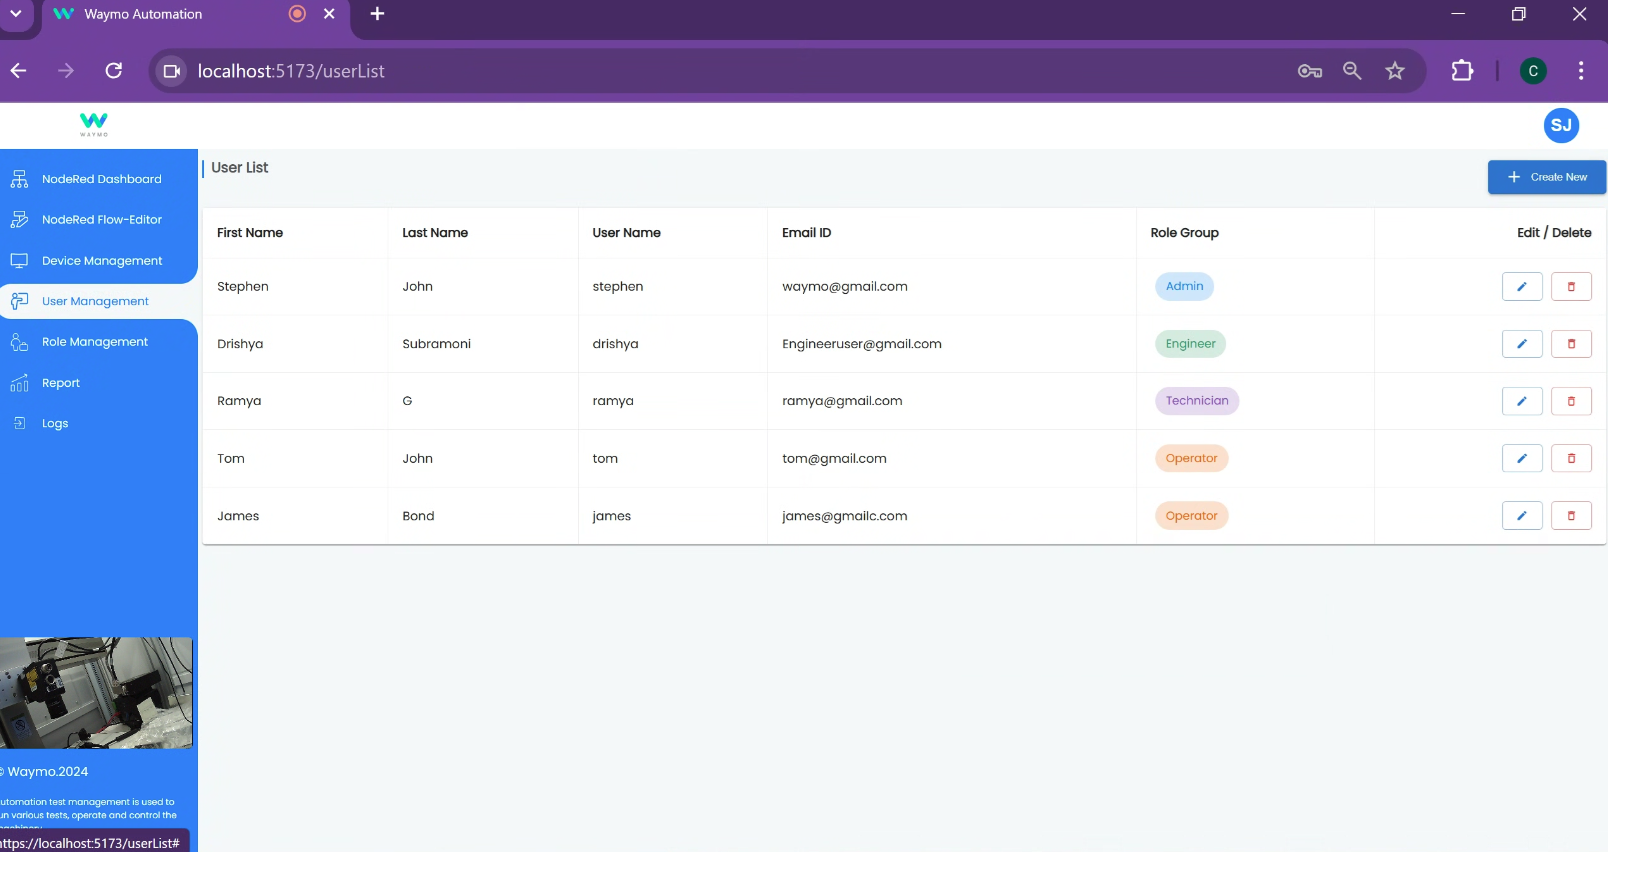 Waymo Automation
localhost:5173/userList
C
WAYMO
SJ
NodeRed Dashboard
NodeRed Flow-Editor
Device Management
User Management
Role Management
Report
Logs
User List
Create New
First Name Last Name User Name Email ID Role Group Edit / Delete
Stephen John stephen waymo@gmail.com Admin
Drishya Subramoni drishya Engineeruser@gmail.com Engineer
Ramya G ramya ramya@gmail.com Technician
Tom John tom tom@gmail.com Operator
James Bond james james@gmailc.com Operator
© Waymo.2024
utomation test management is used to
un various tests, operate and control the
ttps://localhost:5173/userList#